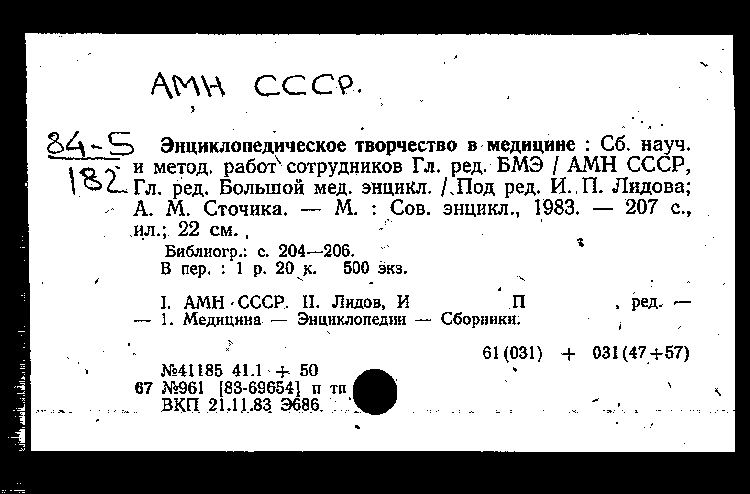 АМН СССР.
84-5
182
Энциклопедическое творчество в медицине : Сб. науч.
и метод. работ сотрудников Гл. ред. БМЭ / АМН СССР,
Гл. ред. Большой мед. энцикл. / Под ред. И. П. Лидова;
А. М. Сточика. — М. : Сов. энцикл., 1983. — 207 с.,
ил.; 22 см.
Библиогр.: с. 204—206.
В пер. : 1 р. 20 к. 500 экз.
I. АМН СССР. II. Лидов, И П , ред. —
— 1. Медицина — Энциклопедии — Сборники.
61(031) + 031(47+57)
№41185 41.1 + 50
67 №961 [83-69654] п тп
ВКП 21.11.83 Э686.